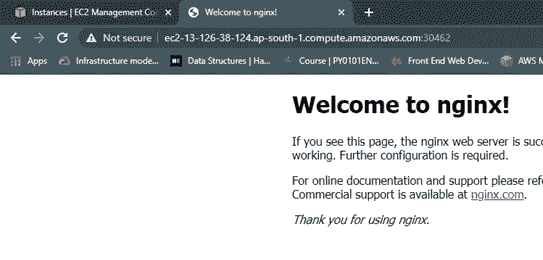 Instances | EC2 Management Co
Welcome to nginx!
Not secure | ec2-13-126-38-124.ap-south-1.compute.amazonaws.com:30462
Apps
Infrastructure mode...
Data Structures | Ha...
Course | PY0101EN...
Front End Web Dev...
AWS M
Welcome to nginx!
If you see this page, the nginx web server is succ
working. Further configuration is required.
For online documentation and support please refe
Commercial support is available at nginx.com.
Thank you for using nginx.